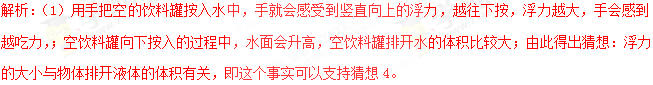 解析：（1）用手把空的饮料罐按入水中，手就会感受到竖直向上的浮力，越往下按，浮力越大，手会感到
越吃力，；空饮料罐向下按入的过程中，水面会升高，空饮料罐排开水的体积比较大；由此得出猜想：浮力
的大小与物体排开液体的体积有关，即这个事实可以支持猜想 4。